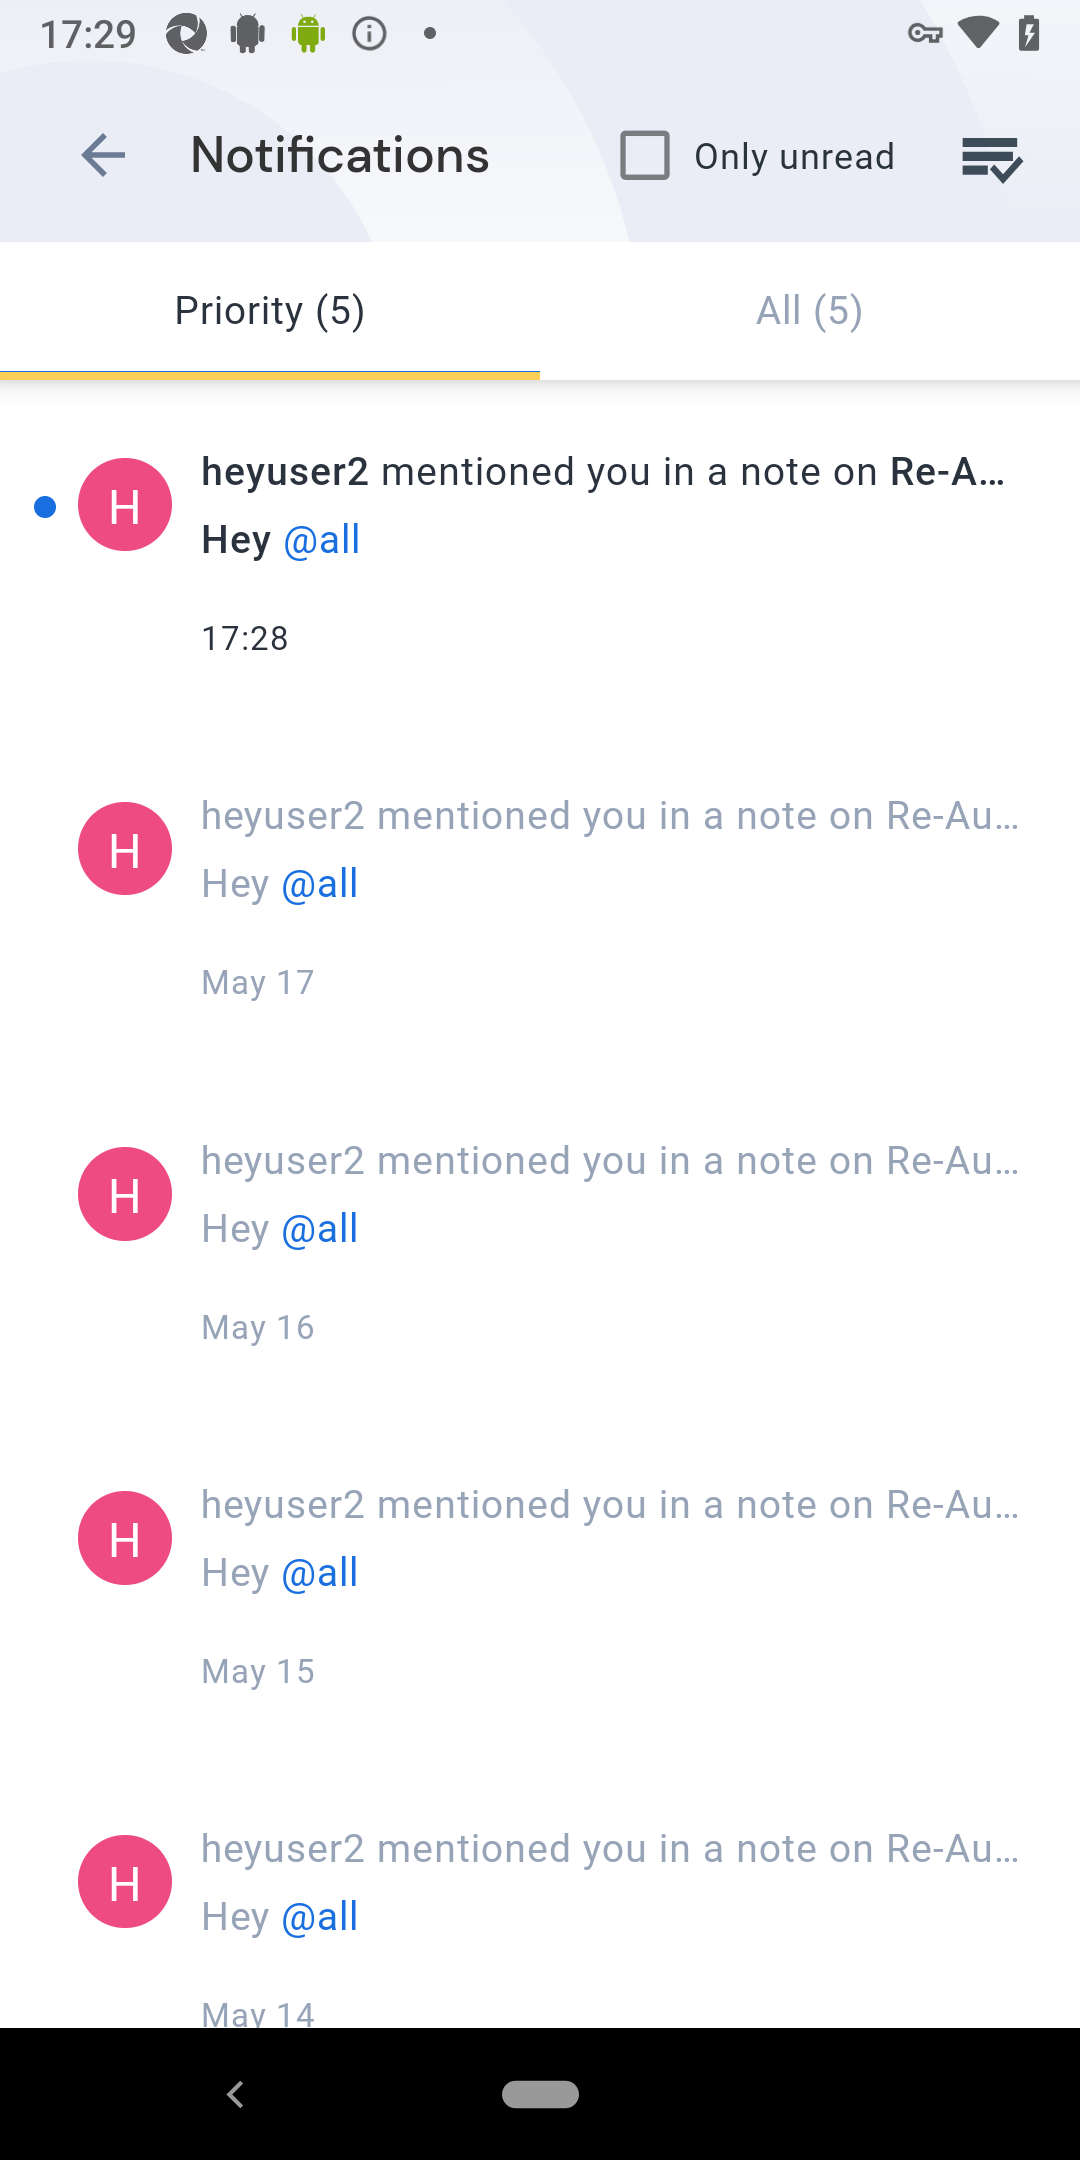 17:29
Notifications
Only unread
Priority (5)
All (5)
heyuser2 mentioned you in a note on Re-A…
H
Hey @all
17:28
heyuser2 mentioned you in a note on Re-Au…
H
Hey @all
May 17
heyuser2 mentioned you in a note on Re-Au…
H
Hey @all
May 16
heyuser2 mentioned you in a note on Re-Au…
H
Hey @all
May 15
heyuser2 mentioned you in a note on Re-Au…
H
Hey @all
May 14